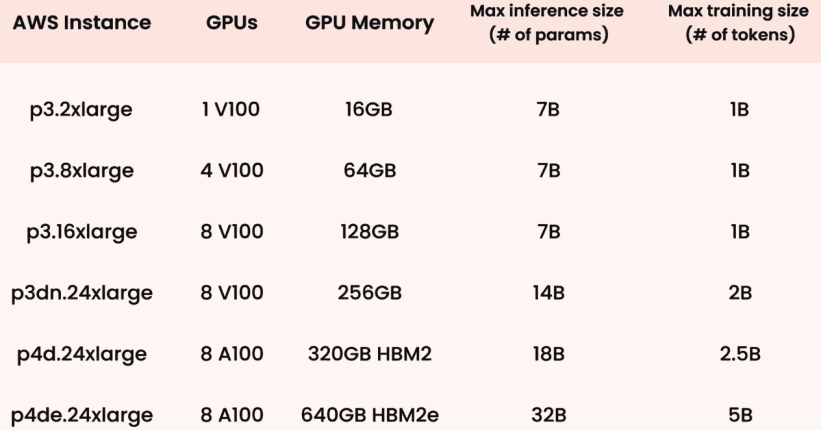 AWS Instance GPUs GPU Memory Max inference size (# of params) Max training size (# of tokens)
p3.2xlarge 1 V100 16GB 7B 1B
p3.8xlarge 4 V100 64GB 7B 1B
p3.16xlarge 8 V100 128GB 7B 1B
p3dn.24xlarge 8 V100 256GB 14B 2B
p4d.24xlarge 8 A100 320GB HBM2 18B 2.5B
p4de.24xlarge 8 A100 640GB HBM2e 32B 5B